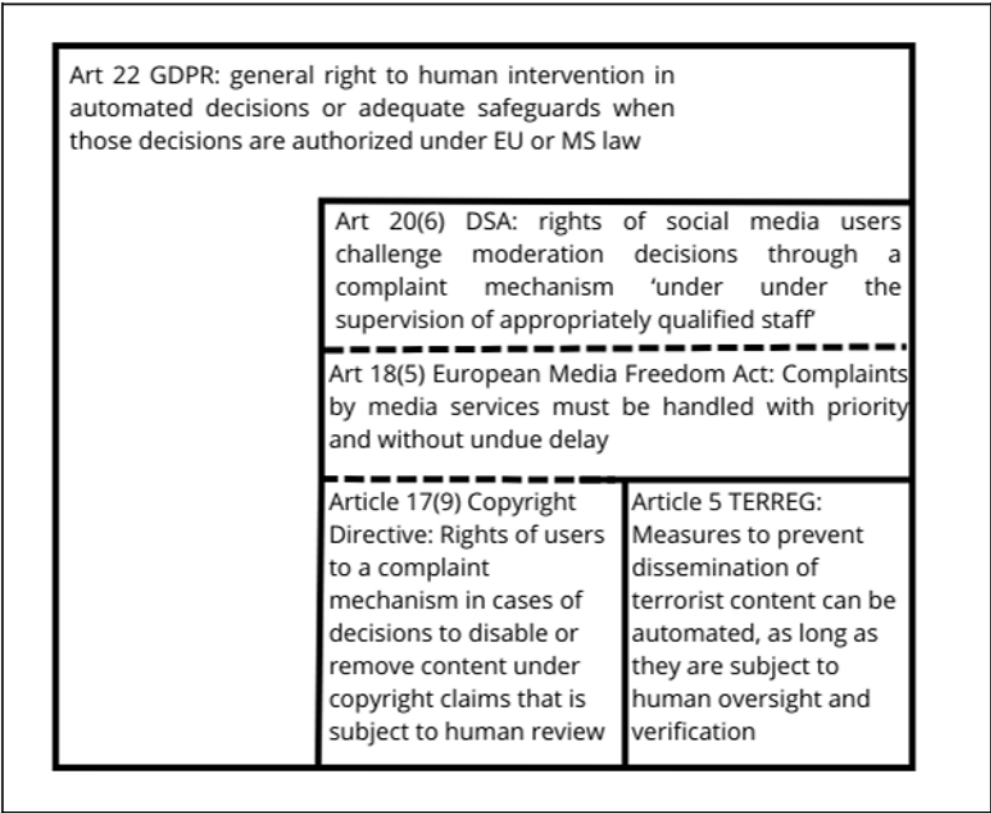 Art 22 GDPR: general right to human intervention in
automated decisions or adequate safeguards when
those decisions are authorized under EU or MS law
Art 20(6) DSA: rights of social media users
challenge moderation decisions through a
complaint mechanism ‘under under the
supervision of appropriately qualified staff’
Art 18(5) European Media Freedom Act: Complaints
by media services must be handled with priority
and without undue delay
Article 17(9) Copyright
Directive: Rights of users
to a complaint
mechanism in cases of
decisions to disable or
remove content under
copyright claims that is
subject to human review
Article 5 TERREG:
Measures to prevent
dissemination of
terrorist content can be
automated, as long as
they are subject to
human oversight and
verification